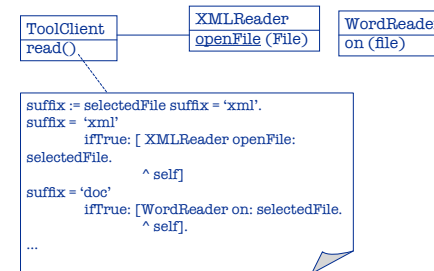 ToolClient
read()
XMLReader
openFile (File)
WordReader
on (file)
suffix := selectedFile suffix = 'xml'.
suffix = 'xml'
ifTrue: [ XMLReader openFile:
selectedFile.
^ self]
suffix = 'doc'
ifTrue: [WordReader on: selectedFile.
^ self].
...